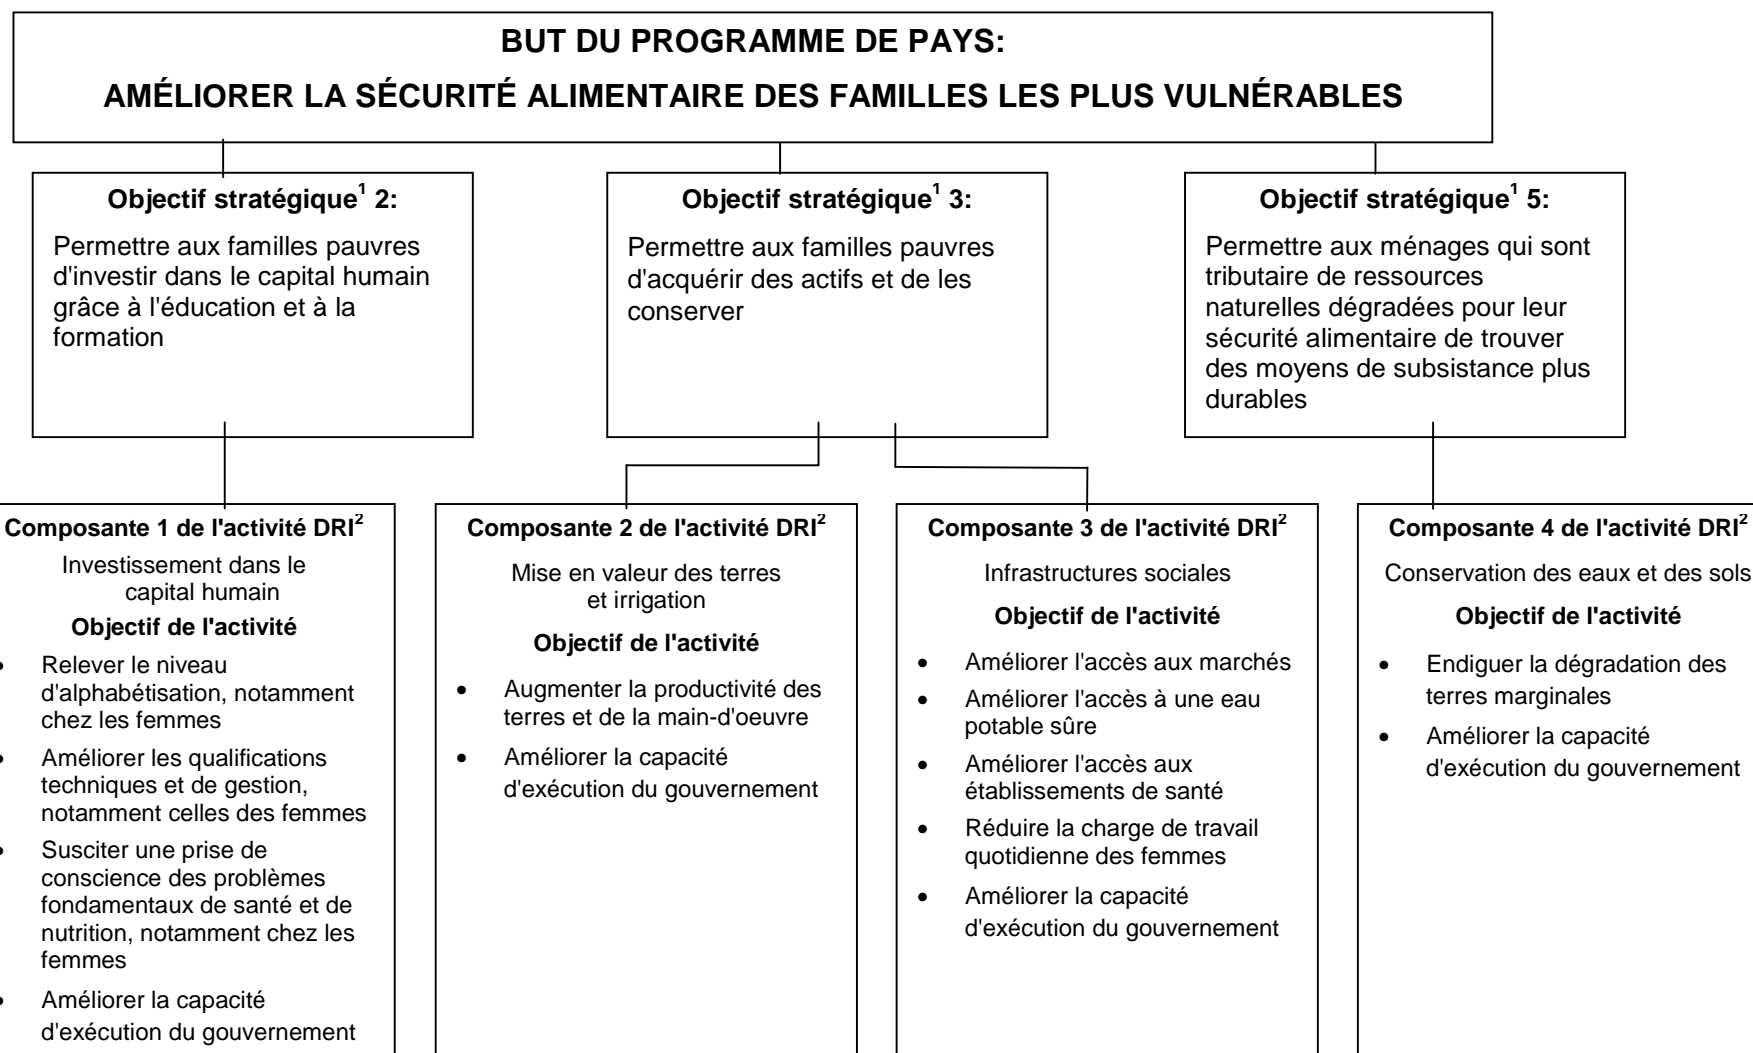 BUT DU PROGRAMME DE PAYS:
AMÉLIORER LA SÉCURITÉ ALIMENTAIRE DES FAMILLES LES PLUS VULNÉRABLES
Objectif stratégique¹ 2:
Permettre aux familles pauvres
d'investir dans le capital humain
grâce à l'éducation et à la
formation
Objectif stratégique¹ 3:
Permettre aux familles pauvres
d'acquérir des actifs et de les
conserver
Objectif stratégique¹ 5:
Permettre aux ménages qui sont
tributaire de ressources
naturelles dégradées pour leur
sécurité alimentaire de trouver
des moyens de subsistance plus
durables
Composante 1 de l'activité DRI²
Investissement dans le
capital humain
Objectif de l'activité
• Relever le niveau
d'alphabétisation, notamment
chez les femmes
• Améliorer les qualifications
techniques et de gestion,
notamment celles des femmes
• Susciter une prise de
conscience des problèmes
fondamentaux de santé et de
nutrition, notamment chez les
femmes
• Améliorer la capacité
d'exécution du gouvernement
Composante 2 de l'activité DRI²
Mise en valeur des terres
et irrigation
Objectif de l'activité
• Augmenter la productivité des
terres et de la main-d'oeuvre
• Améliorer la capacité
d'exécution du gouvernement
Composante 3 de l'activité DRI²
Infrastructures sociales
Objectif de l'activité
• Améliorer l'accès aux marchés
• Améliorer l'accès à une eau
potable sûre
• Améliorer l'accès aux
établissements de santé
• Réduire la charge de travail
quotidienne des femmes
• Améliorer la capacité
d'exécution du gouvernement
Composante 4 de l'activité DRI²
Conservation des eaux et des sols
Objectif de l'activité
• Endiguer la dégradation des
terres marginales
• Améliorer la capacité
d'exécution du gouvernement